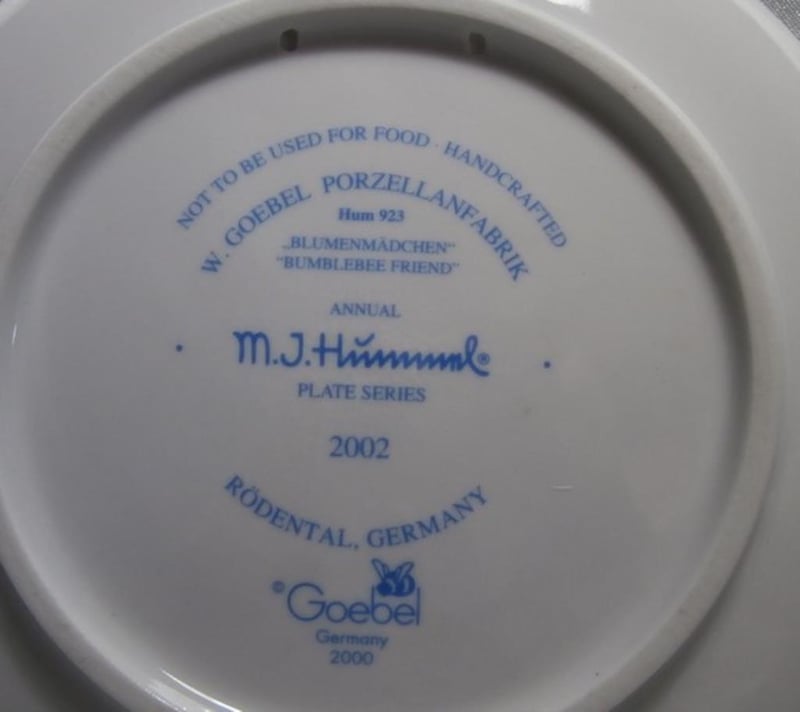 NOT TO BE USED FOR FOOD · HANDCRAFTED
W. GOEBEL PORZELLANFABRIK
Hum 923
„BLUMENMÄDCHEN“
"BUMBLEBEE FRIEND"
ANNUAL
M.J.Hummel®
PLATE SERIES
2002
RÖDENTAL, GERMANY
©Goebel
Germany
2000